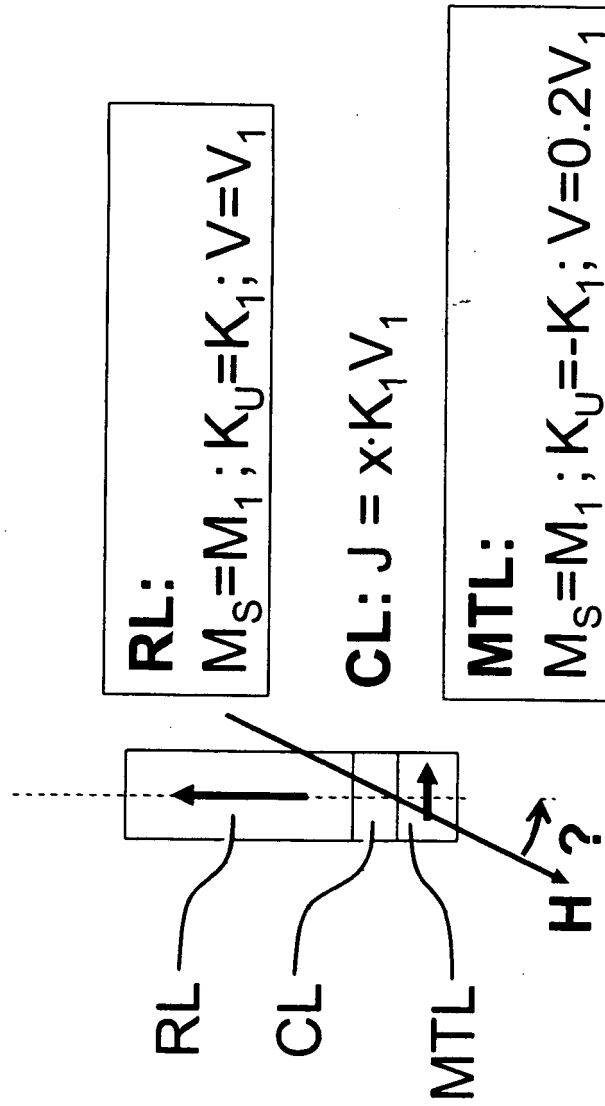 RL
CL
MTL
H ?
RL:
M_S=M_1 ; K_U=K_1; V=V_1
CL: J = x·K_1V_1
MTL:
M_S=M_1 ; K_U=-K_1; V=0.2V_1